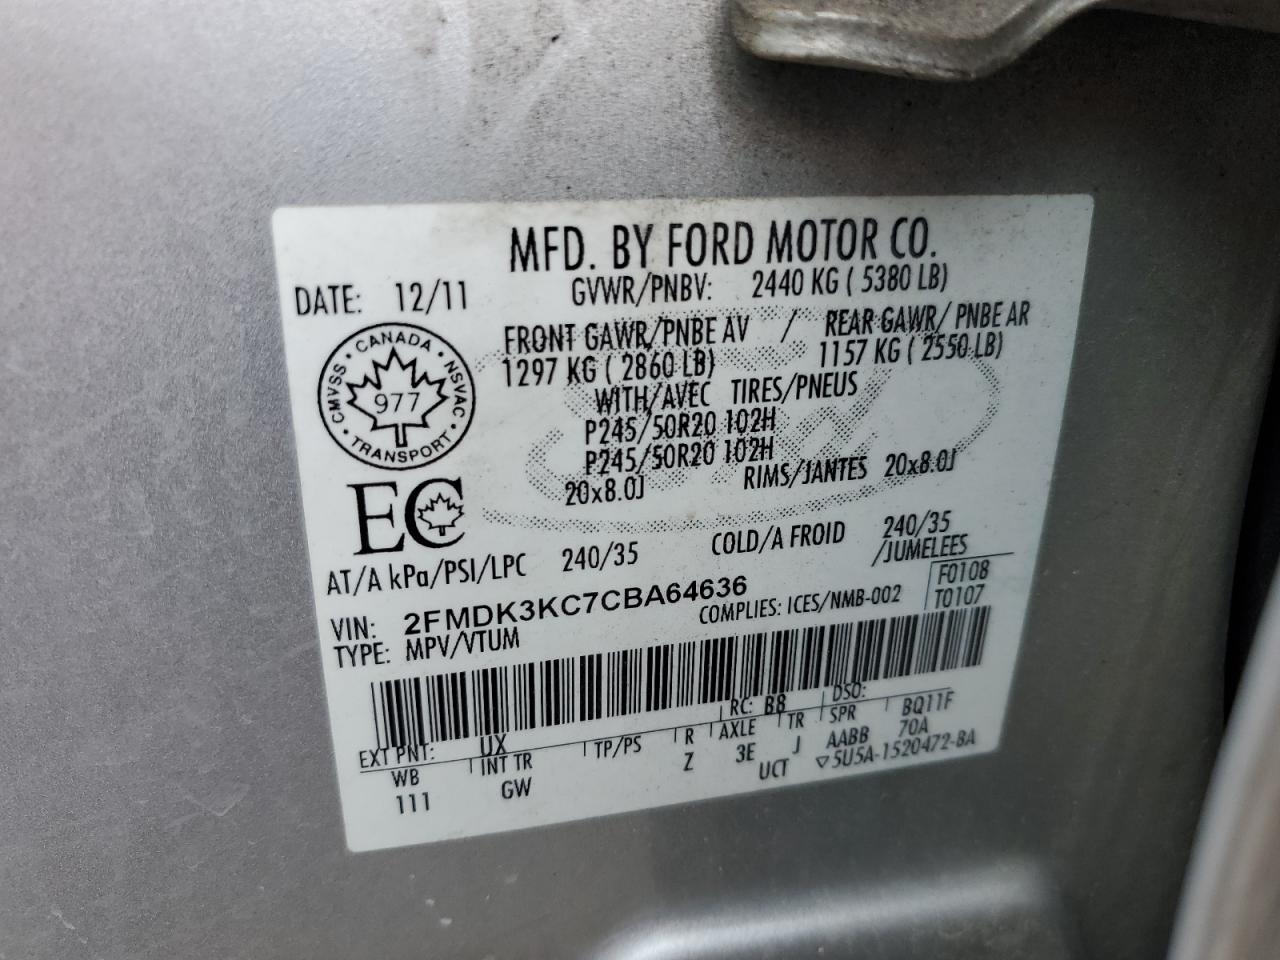 MFD. BY FORD MOTOR CO.
DATE: 12/11 GVWR/PNBV: 2440 KG ( 5380 LB)
FRONT GAWR/PNBE AV / REAR GAWR/ PNBE AR
1297 KG ( 2860 LB) 1157 KG ( 2550 LB)
WITH/AVEC TIRES/PNEUS
P245/50R20 102H
P245/50R20 102H
20x8.0J RIMS/JANTES 20x8.0J
CANADA
CMVSS NSVAC
977
TRANSPORT
EC
AT/A kPa/PSI/LPC 240/35 COLD/A FROID 240/35
/JUMELEES
VIN: 2FMDK3KC7CBA64636
COMPLIES: ICES/NMB-002 F0108
T0107
TYPE: MPV/VTUM
EXT PNT: UX RC: B8 DSO:
WB INT TR TP/PS R AXLE TR SPR BQ11F
111 GW Z 3E J AABB 70A
UCT ▽5U5A-1520472-BA